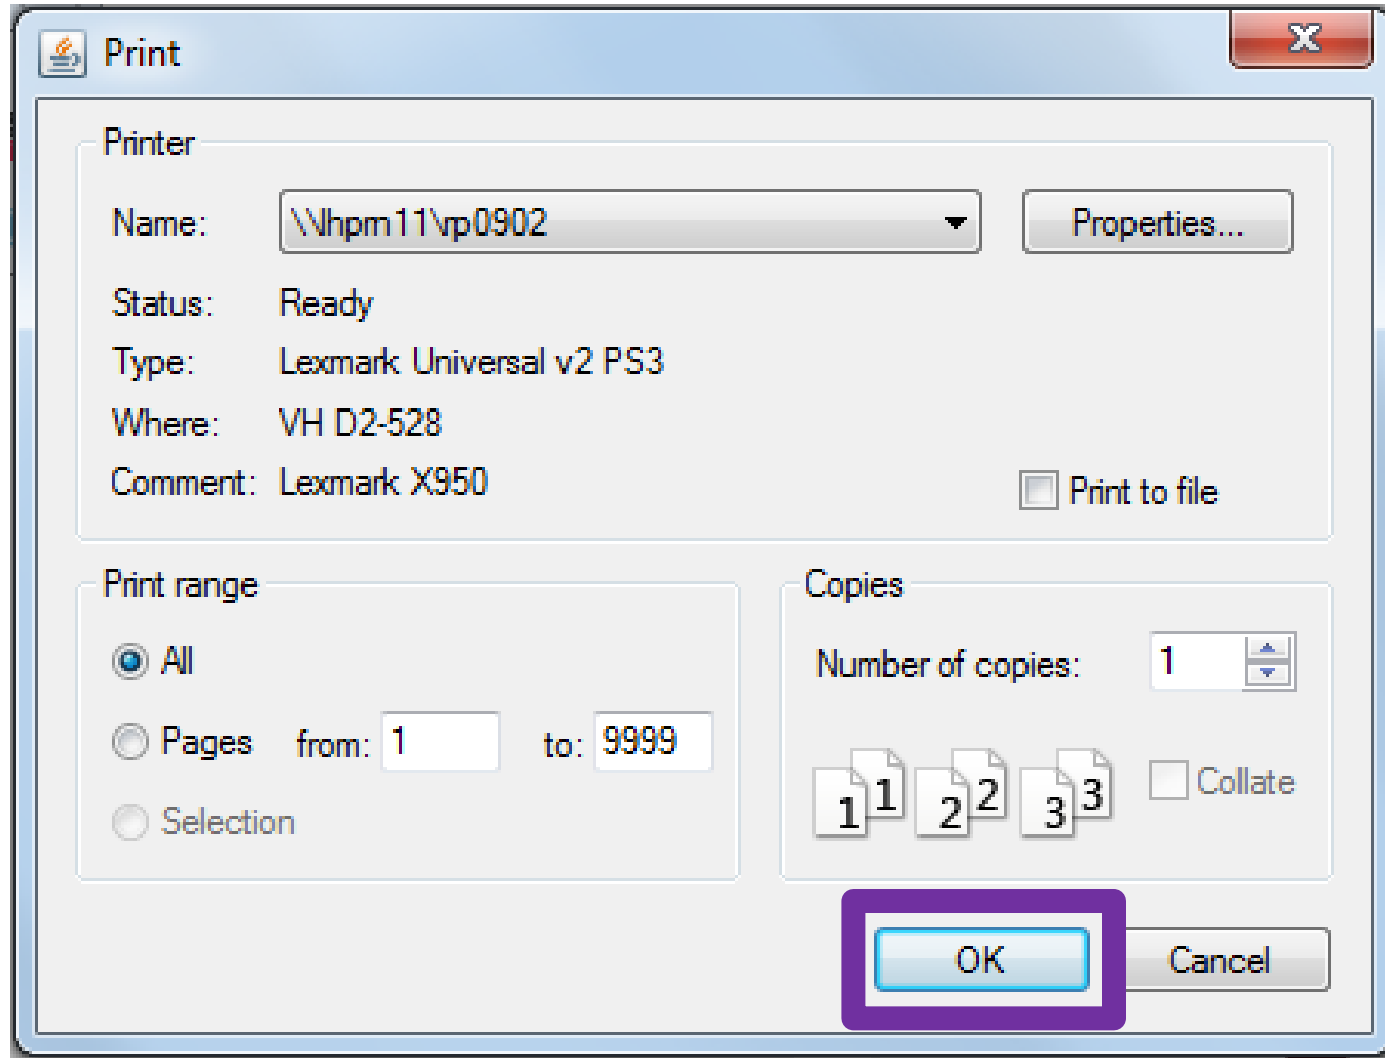 Print
Printer
Name: \\lhprn11\rp0902 Properties...
Status: Ready
Type: Lexmark Universal v2 PS3
Where: VH D2-528
Comment: Lexmark X950
Print to file
Print range
All
Pages from: 1 to: 9999
Selection
Copies
Number of copies: 1
1 1 2 2 3 3 Collate
OK Cancel